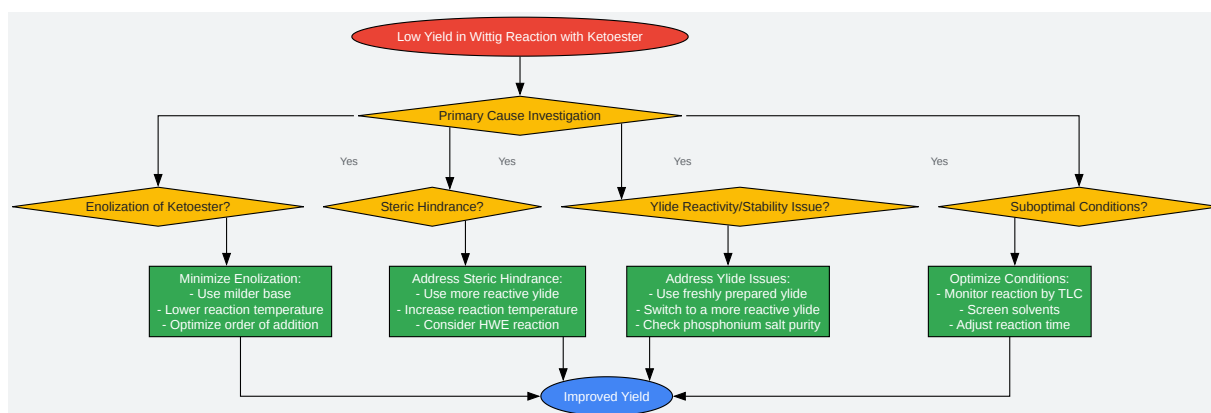 Low Yield in Wittig Reaction with Ketoester
Primary Cause Investigation
Yes
Yes
Yes
Yes
Enolization of Ketoester?
Steric Hindrance?
Ylide Reactivity/Stability Issue?
Suboptimal Conditions?
Minimize Enolization:
- Use milder base
- Lower reaction temperature
- Optimize order of addition
Address Steric Hindrance:
- Use more reactive ylide
- Increase reaction temperature
- Consider HWE reaction
Address Ylide Issues:
- Use freshly prepared ylide
- Switch to a more reactive ylide
- Check phosphonium salt purity
Optimize Conditions:
- Monitor reaction by TLC
- Screen solvents
- Adjust reaction time
Improved Yield